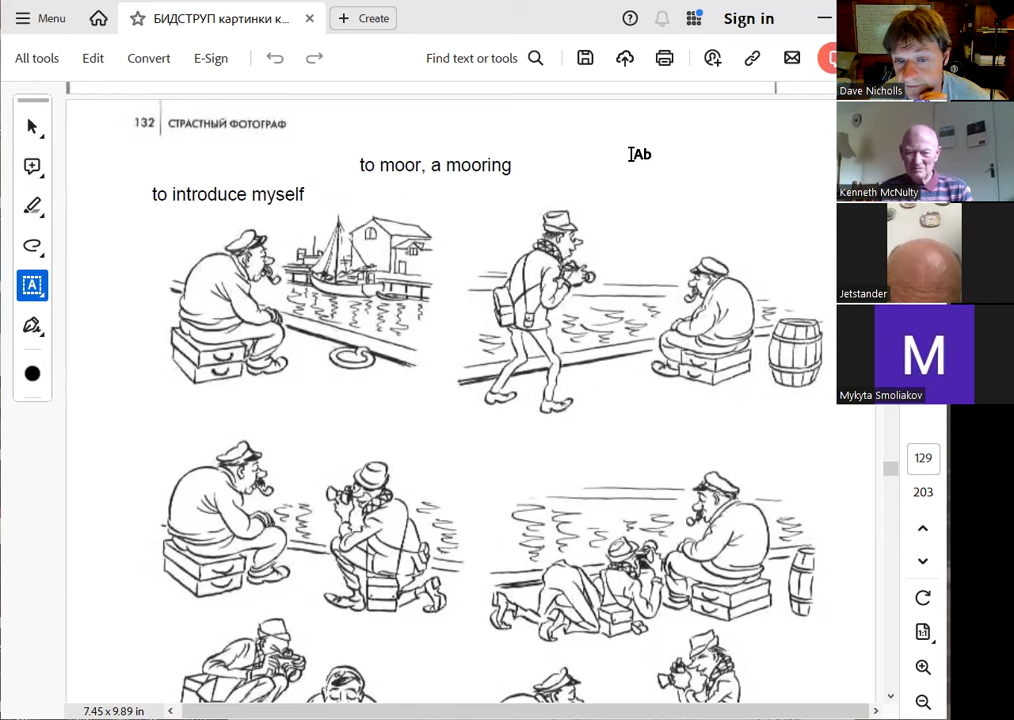 Menu
БИДСТРУП картинки к...
Create
Sign in
All tools
Edit
Convert
E-Sign
Find text or tools
132 СТРАСТНЫЙ ФОТОГРАФ
to moor, a mooring
Ab
to introduce myself
Dave Nicholls
Kenneth McNulty
Jetstander
M
Mykyta Smoliakov
129
203
1:1
7.45 x 9.89 in